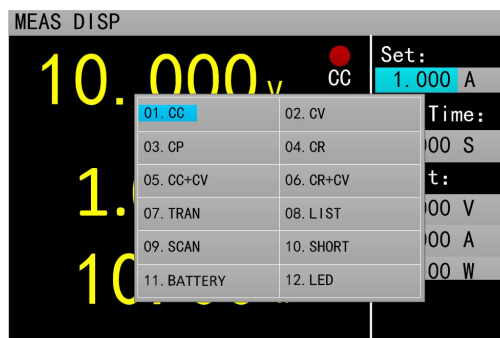 MEAS DISP
10.000 V
CC
Set:
1.000 A
Time:
S
01. CC
02. CV
03. CP
04. CR
05. CC+CV
06. CR+CV
07. TRAN
08. LIST
09. SCAN
10. SHORT
11. BATTERY
12. LED
V
A
W